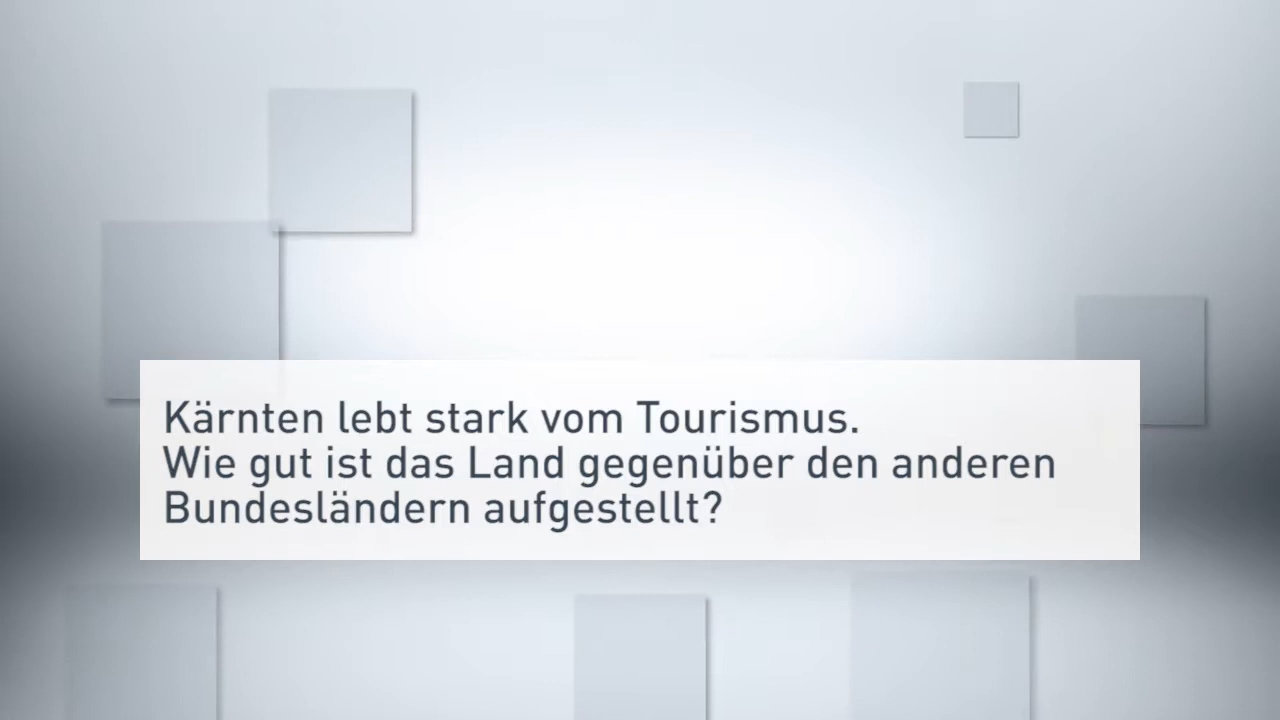 Kärnten lebt stark vom Tourismus.
Wie gut ist das Land gegenüber den anderen
Bundesländern aufgestellt?